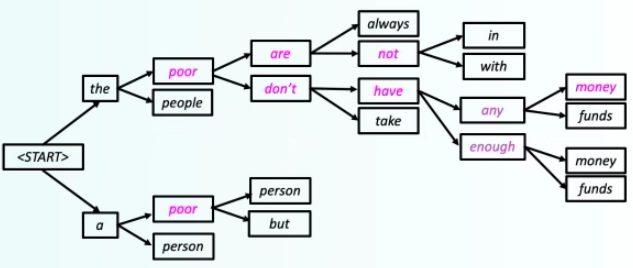 always
are
in
not
poor
with
the
don't
have
money
people
any
funds
take
<START>
enough
money
person
funds
poor
a
but
person